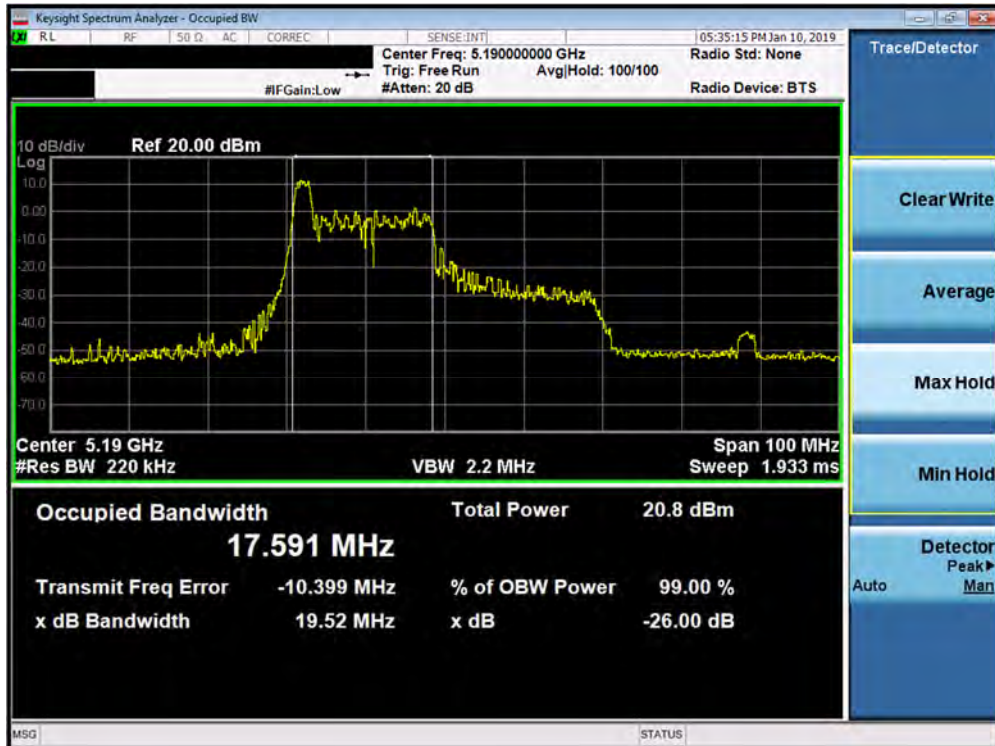 Keysight Spectrum Analyzer - Occupied BW
LXI RL RF 50 Ω AC CORREC SENSE:INT 05:35:15 PM Jan 10, 2019
Center Freq: 5.190000000 GHz Radio Std: None
Trig: Free Run Avg|Hold: 100/100
#IFGain:Low #Atten: 20 dB Radio Device: BTS
10 dB/div Ref 20.00 dBm
Log
10.0
0.00
-10.0
-20.0
-30.0
-40.0
-50.0
-60.0
-70.0
Center 5.19 GHz Span 100 MHz
#Res BW 220 kHz VBW 2.2 MHz Sweep 1.933 ms
Occupied Bandwidth Total Power 20.8 dBm
17.591 MHz
Transmit Freq Error -10.399 MHz % of OBW Power 99.00 %
x dB Bandwidth 19.52 MHz x dB -26.00 dB
MSG STATUS
Trace/Detector
Clear Write
Average
Max Hold
Min Hold
Detector
Peak▶
Auto Man